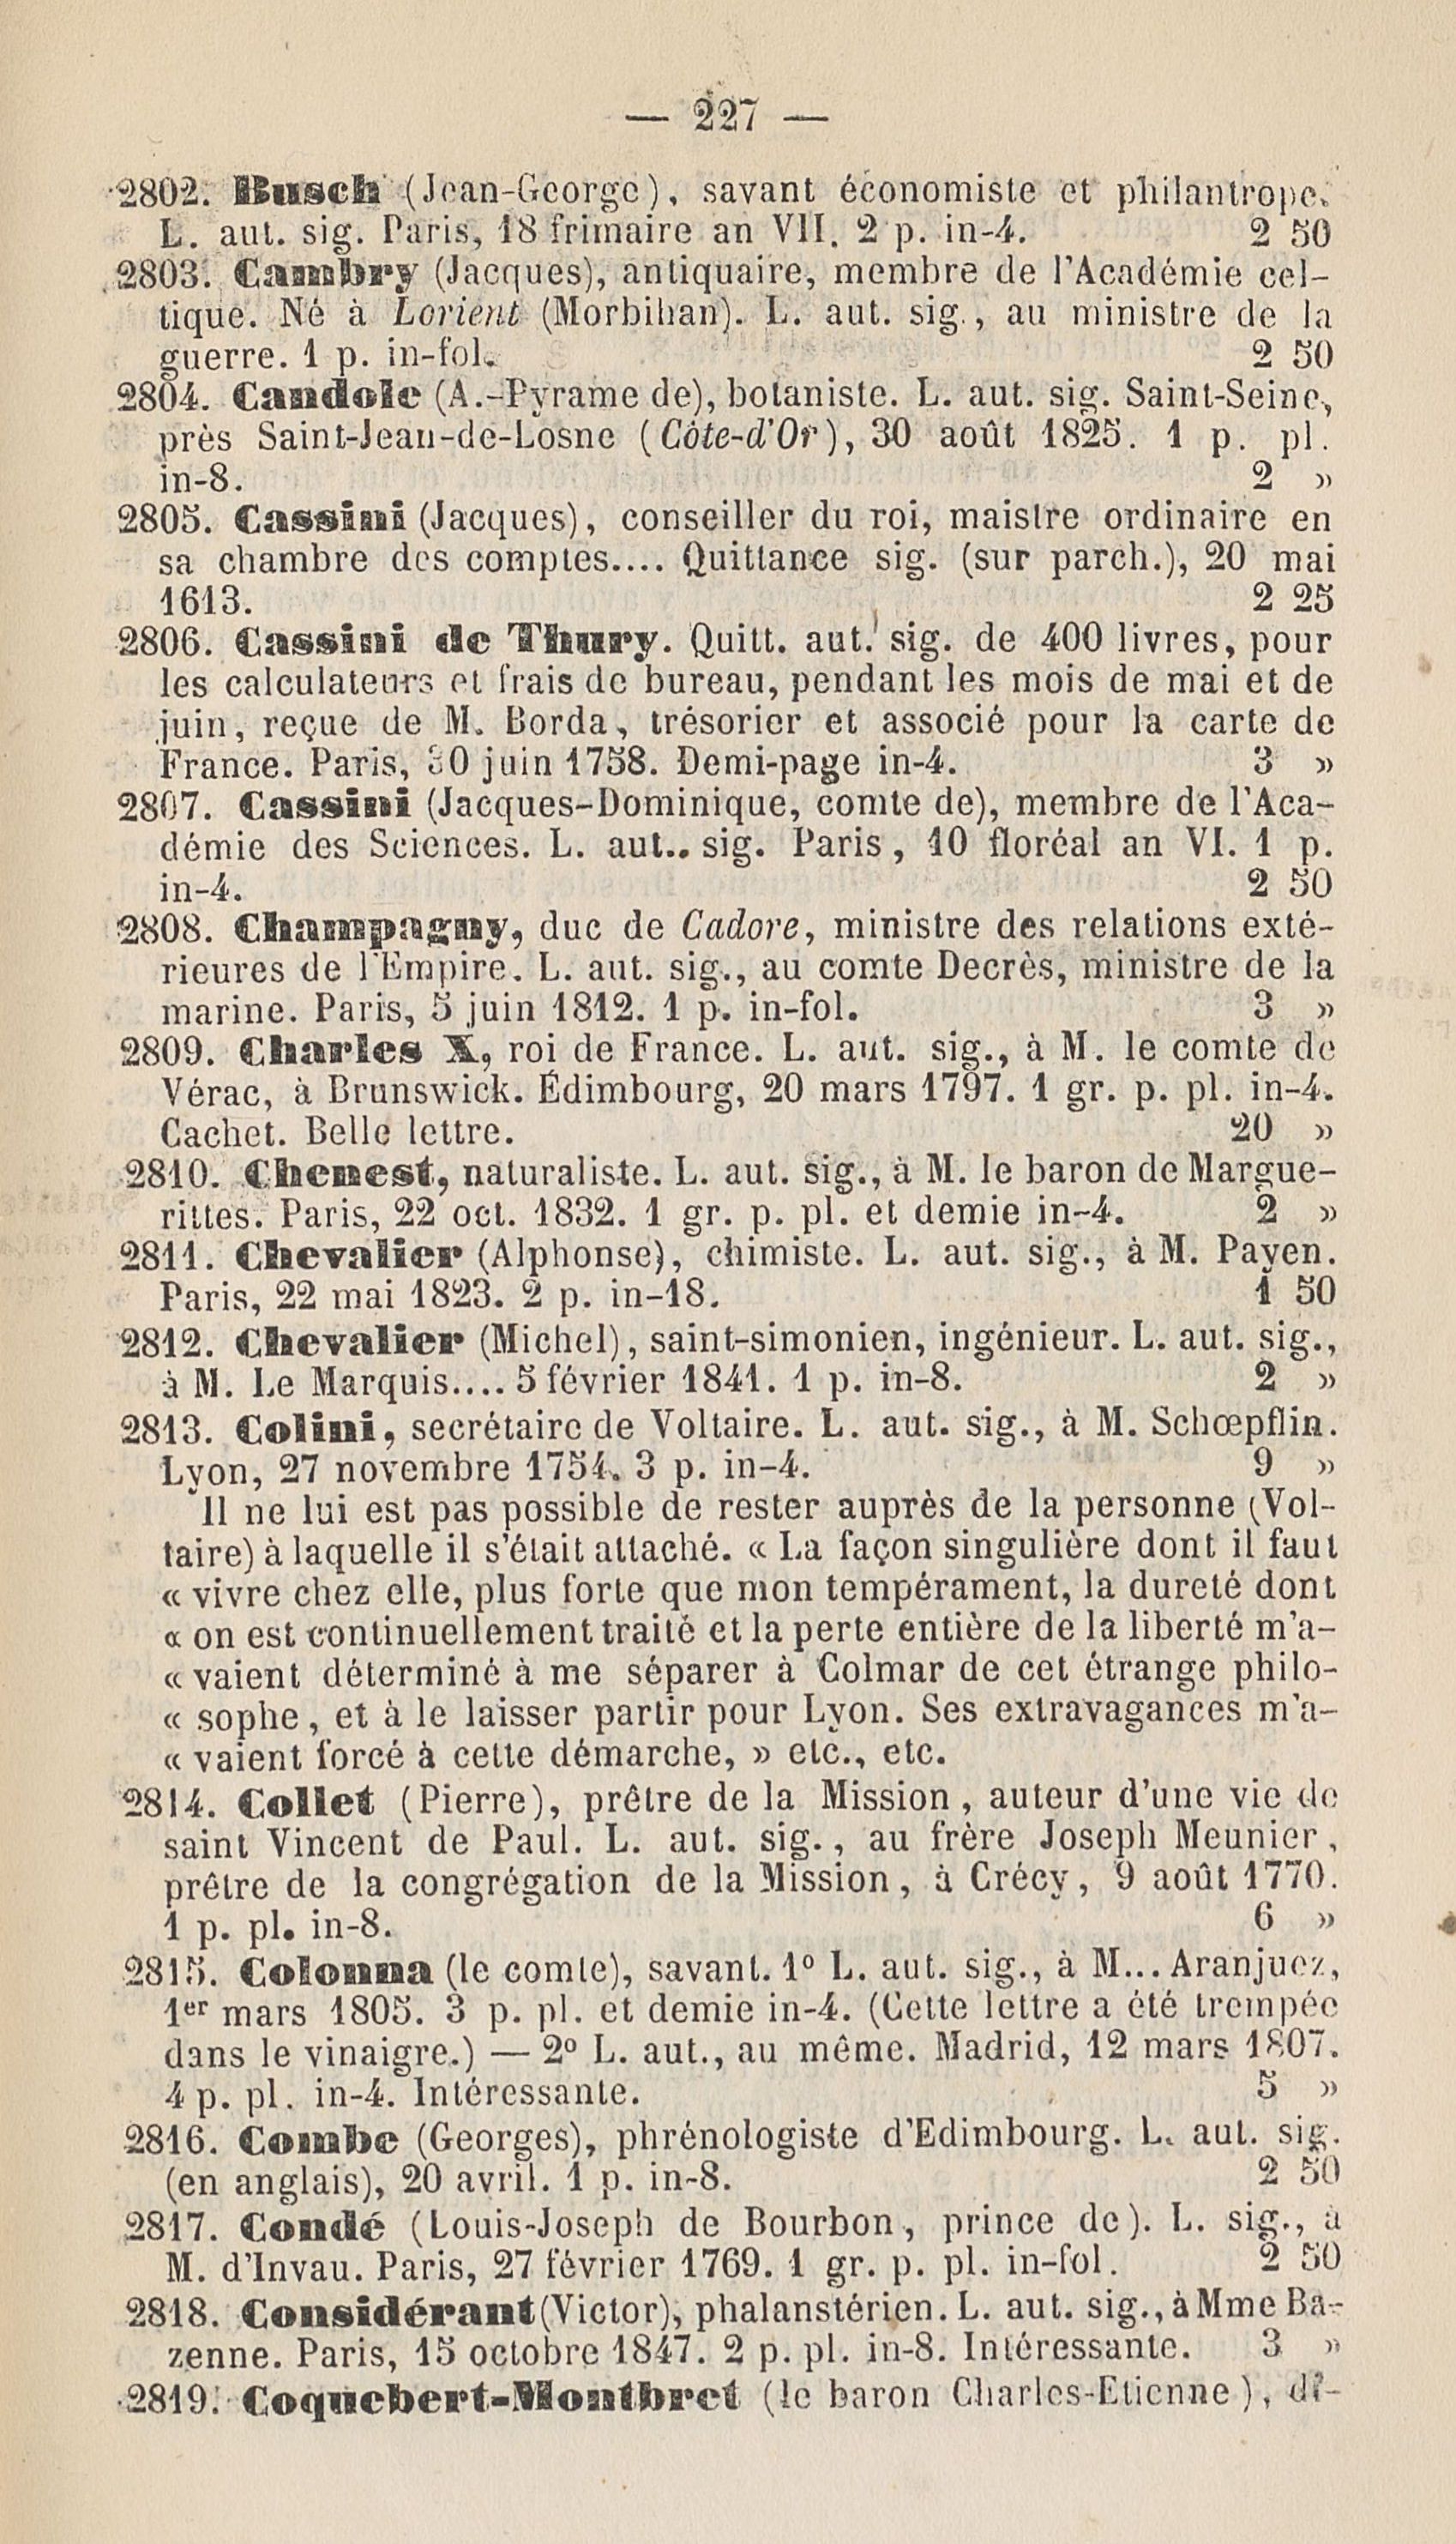 — 227 —
2802. Busch (Jean-George), savant économiste et philantrope.
L. aut. sig. Paris, 18 frimaire an VII. 2 p. in-4. 2 50
2803. Cambry (Jacques), antiquaire, membre de l'Académie cel-
tique. Né à Lorient (Morbihan). L. aut. sig., au ministre de la
guerre. 1 p. in-fol. 2 50
2804. Candole (A.-Pyrame de), botaniste. L. aut. sig. Saint-Seine,
près Saint-Jean-de-Losne (Côte-d'Or), 30 août 1825. 1 p. pl.
in-8. 2 »
2805. Cassini (Jacques), conseiller du roi, maistre ordinaire en
sa chambre des comptes.... Quittance sig. (sur parch.), 20 mai
1613. 2 25
2806. Cassini de Thury. Quitt. aut. sig. de 400 livres, pour
les calculateurs et frais de bureau, pendant les mois de mai et de
juin, reçue de M. Borda, trésorier et associé pour la carte de
France. Paris, 30 juin 1758. Demi-page in-4. 3 »
2807. Cassini (Jacques-Dominique, comte de), membre de l'Aca-
démie des Sciences. L. aut.. sig. Paris, 10 floréal an VI. 1 p.
in-4. 2 50
2808. Champagny, duc de Cadore, ministre des relations exté-
rieures de l'Empire. L. aut. sig., au comte Decrès, ministre de la
marine. Paris, 5 juin 1812. 1 p. in-fol. 3 »
2809. Charles X, roi de France. L. aut. sig., à M. le comte de
Vérac, à Brunswick. Édimbourg, 20 mars 1797. 1 gr. p. pl. in-4.
Cachet. Belle lettre. 20 »
2810. Chenest, naturaliste. L. aut. sig., à M. le baron de Margue-
rittes. Paris, 22 oct. 1832. 1 gr. p. pl. et demie in-4. 2 »
2811. Chevalier (Alphonse), chimiste. L. aut. sig., à M. Payen.
Paris, 22 mai 1823. 2 p. in-18. 1 50
2812. Chevalier (Michel), saint-simonien, ingénieur. L. aut. sig.,
à M. Le Marquis.... 5 février 1841. 1 p. in-8. 2 »
2813. Colini, secrétaire de Voltaire. L. aut. sig., à M. Schœpflin.
Lyon, 27 novembre 1754. 3 p. in-4. 9 »
Il ne lui est pas possible de rester auprès de la personne (Vol-
taire) à laquelle il s'était attaché. « La façon singulière dont il faut
« vivre chez elle, plus forte que mon tempérament, la dureté dont
« on est continuellement traité et la perte entière de la liberté m'a-
« vaient déterminé à me séparer à Colmar de cet étrange philo-
« sophe, et à le laisser partir pour Lyon. Ses extravagances m'a-
« vaient forcé à cette démarche, » etc., etc.
2814. Collet (Pierre), prêtre de la Mission, auteur d'une vie de
saint Vincent de Paul. L. aut. sig., au frère Joseph Meunier,
prêtre de la congrégation de la Mission, à Crécy, 9 août 1770.
1 p. pl. in-8. 6 »
2815. Colonna (le comte), savant. 1º L. aut. sig., à M... Aranjuez,
1er mars 1805. 3 p. pl. et demie in-4. (Cette lettre a été trempée
dans le vinaigre.) — 2º L. aut., au même. Madrid, 12 mars 1807.
4 p. pl. in-4. Intéressante. 5 »
2816. Combe (Georges), phrénologiste d'Edimbourg. L. aut. sig.
(en anglais), 20 avril. 1 p. in-8. 2 50
2817. Condé (Louis-Joseph de Bourbon, prince de). L. sig., à
M. d'Invau. Paris, 27 février 1769. 1 gr. p. pl. in-fol. 2 50
2818. Considérant (Victor), phalanstérien. L. aut. sig., à Mme Ba-
zenne. Paris, 15 octobre 1847. 2 p. pl. in-8. Intéressante. 3 »
2819. Coquebert-Montbret (le baron Charles-Etienne), di-